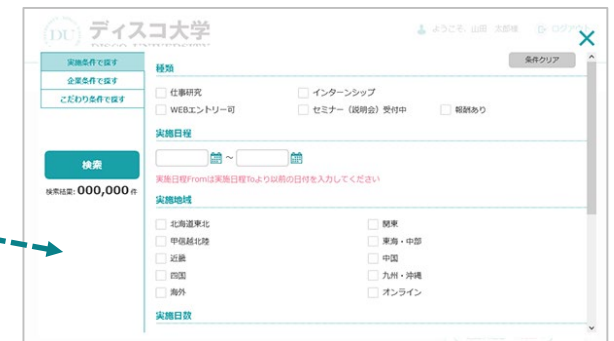 DU ディスコ大学
ようこそ、山田 太郎様
実施条件で探す
企業条件で探す
こだわり条件で探す
検索
検索結果: 000,000 件
条件クリア
種類
仕事研究 インターンシップ
WEBエントリー可 セミナー（説明会）受付中 報酬あり
実施日程
～
実施日程Fromは実施日程Toより以前の日付を入力してください
実施地域
北海道東北 関東
甲信越北陸 東海・中部
近畿 中国
四国 九州・沖縄
海外 オンライン
実施日数